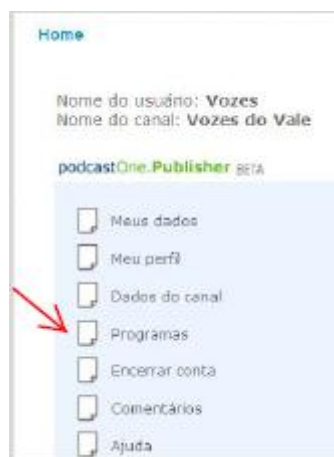 Home
Nome do usuário: Vozes
Nome do canal: Vozes do Vale
podcastOne.Publisher BETA
Meus dados
Meu perfil
Dados do canal
Programas
Encerrar conta
Comentários
Ajuda